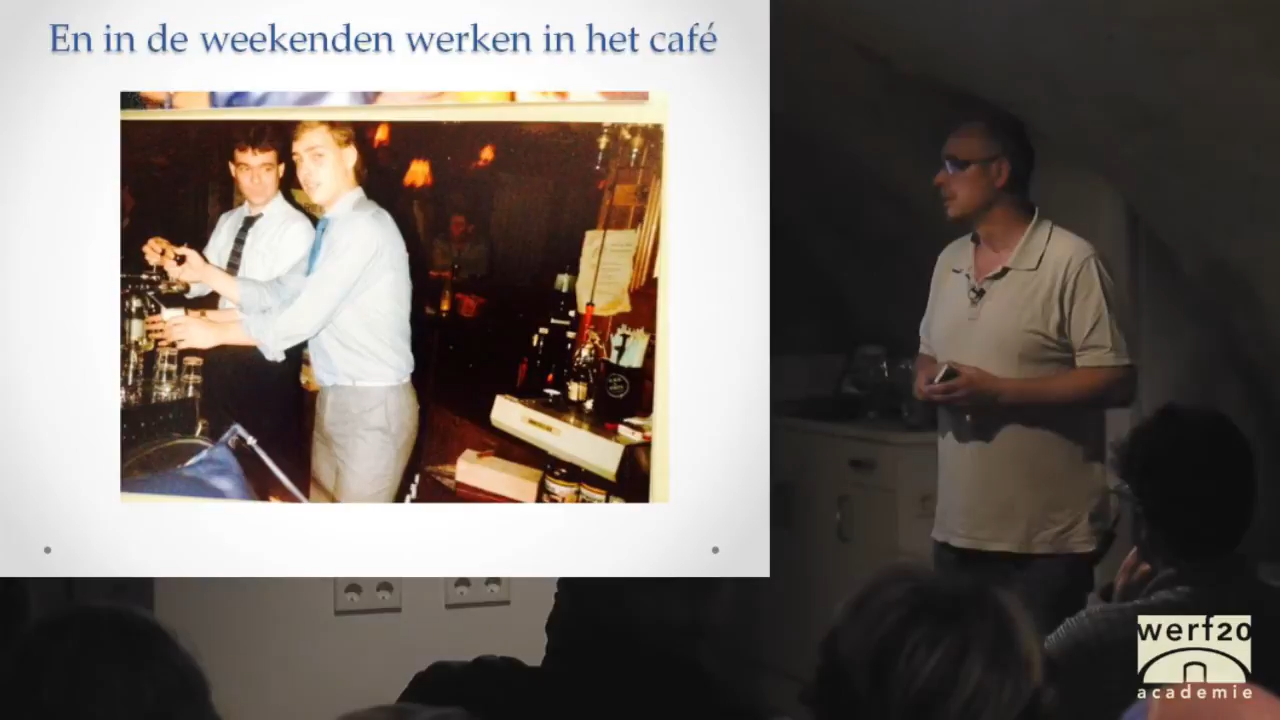 En in de weekenden werken in het café
werf20
academie